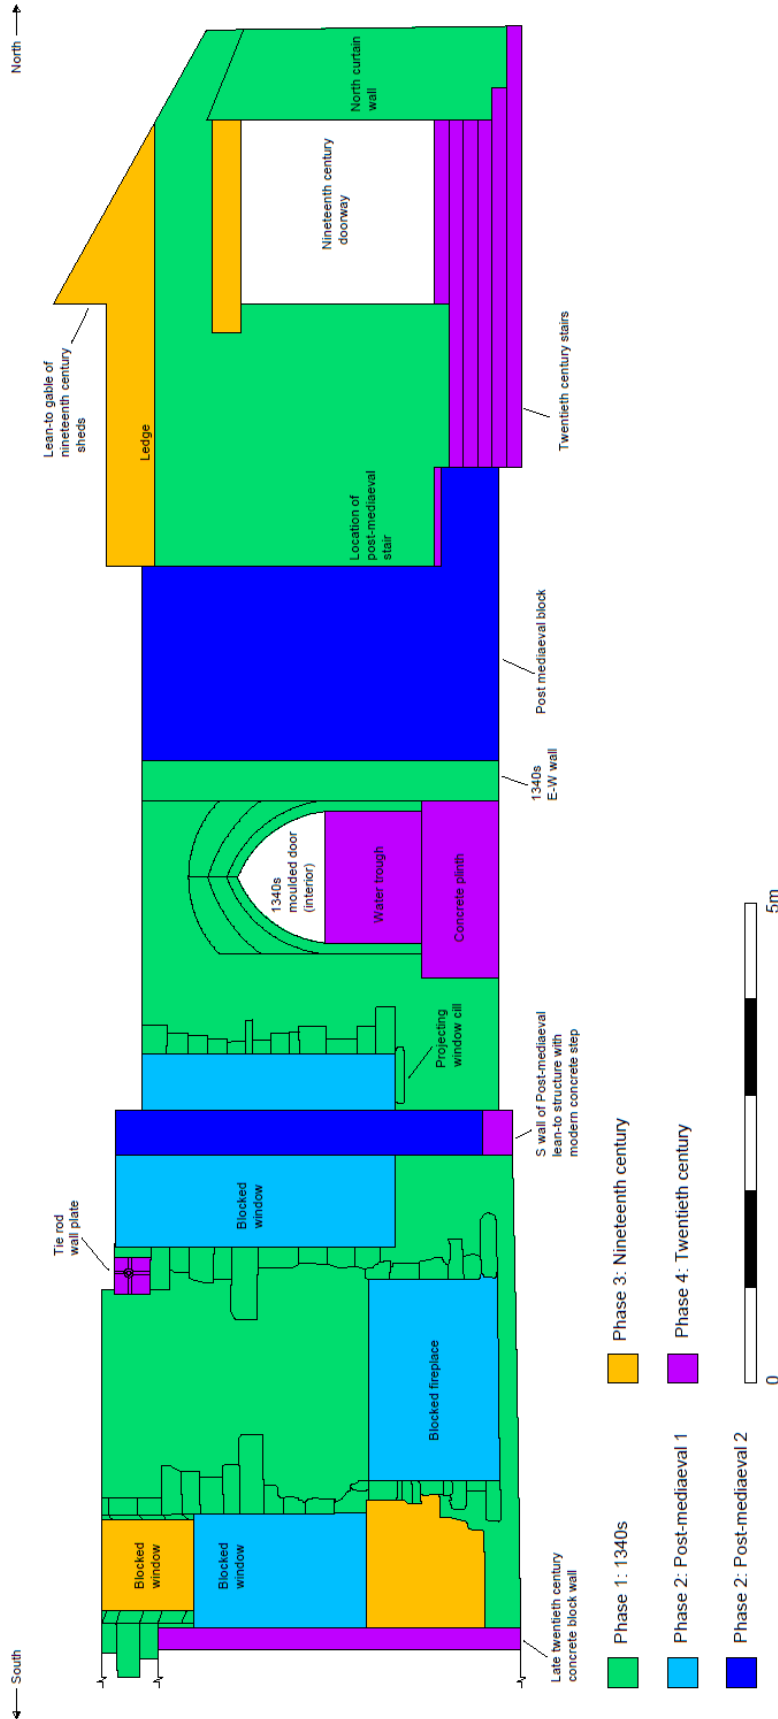 South
North
Lean-to gable of
nineteenth century
sheds
Tie rod
wall plate
Ledge
North curtain
wall
Nineteenth century
doorway
Location of
post-mediaeval
stair
1340s
moulded door
(interior)
Water trough
Concrete plinth
Blocked
window
Blocked
window
Blocked
window
Blocked fireplace
Projecting
window cill
Late twentieth century
concrete block wall
S wall of Post-mediaeval
lean-to structure with
modern concrete step
1340s
E-W wall
Post mediaeval block
Twentieth century stairs
Phase 1: 1340s
Phase 2: Post-mediaeval 1
Phase 2: Post-mediaeval 2
Phase 3: Nineteenth century
Phase 4: Twentieth century
0
5m